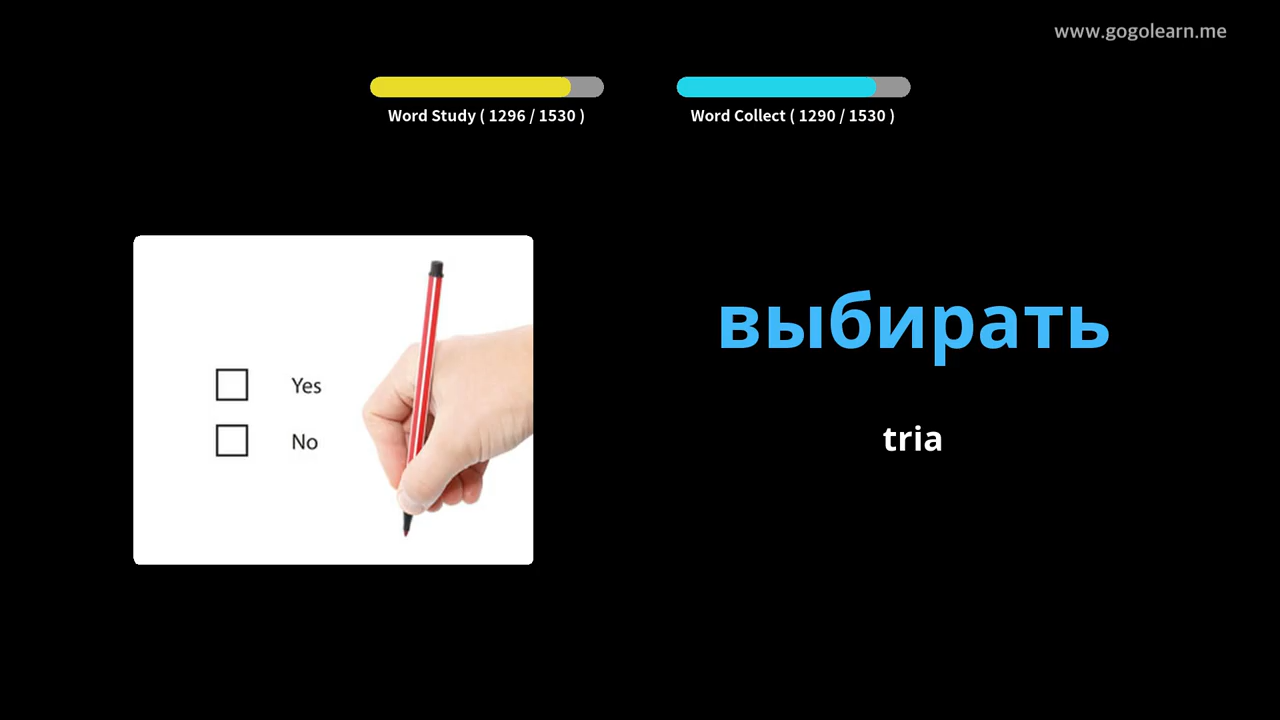 www.gogolearn.me
Word Study ( 1296 / 1530 )
Word Collect ( 1290 / 1530 )
выбирать
tria
Yes
No